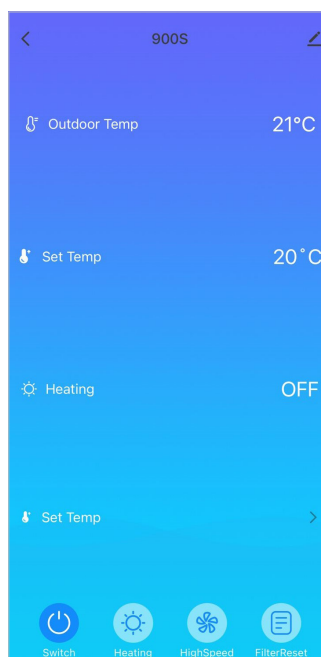 900S
Outdoor Temp 21°C
Set Temp 20°C
Heating OFF
Set Temp
Switch Heating HighSpeed FilterReset